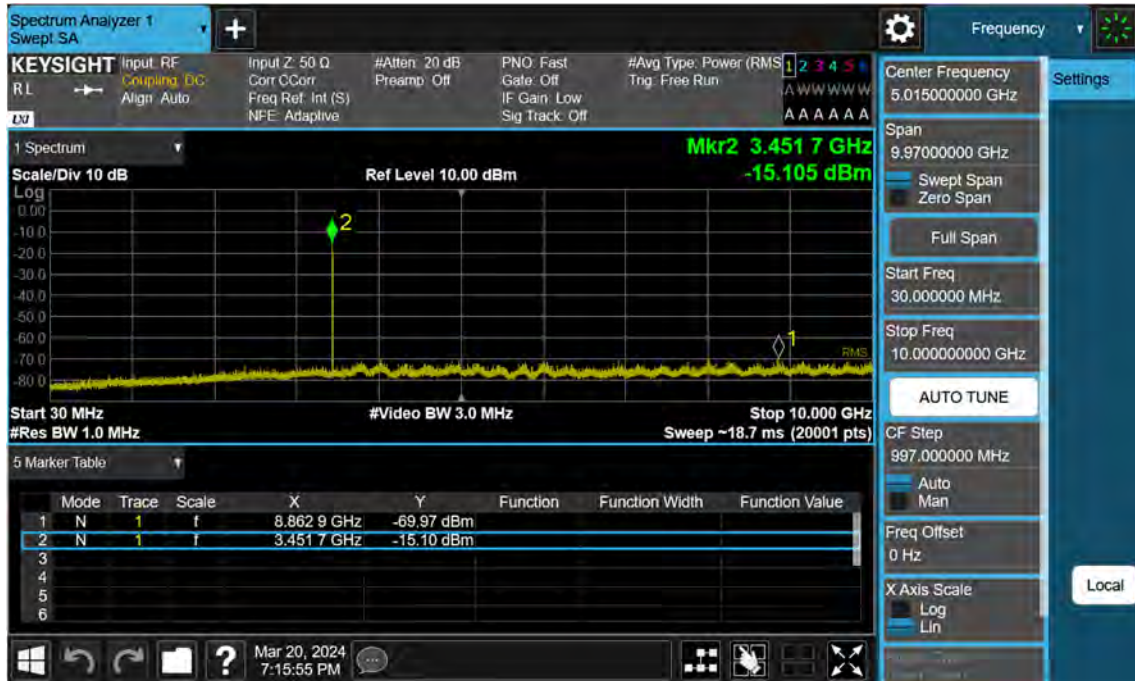 Spectrum Analyzer 1
Swept SA
+
Frequency
KEYSIGHT
RL
LXI
Input: RF
Coupling: DC
Align: Auto
Input Z: 50 Ω
Corr CCorr
Freq Ref: Int (S)
NFE: Adaptive
#Atten: 20 dB
Preamp: Off
PNO: Fast
Gate: Off
IF Gain: Low
Sig Track: Off
#Avg Type: Power (RMS
Trig: Free Run
1 2 3 4 5 6
A W W W W W
A A A A A A
1 Spectrum
Scale/Div 10 dB
Ref Level 10.00 dBm
Mkr2 3.451 7 GHz
-15.105 dBm
Log
0.00
-10.0
-20.0
-30.0
-40.0
-50.0
-60.0
-70.0
-80.0
2
1
RMS
Start 30 MHz
#Video BW 3.0 MHz
Stop 10.000 GHz
#Res BW 1.0 MHz
Sweep ~18.7 ms (20001 pts)
5 Marker Table
Mode Trace Scale X Y Function Function Width Function Value
1 N 1 f 8.862 9 GHz -69.97 dBm
2 N 1 f 3.451 7 GHz -15.10 dBm
3
4
5
6
Mar 20, 2024
7:15:55 PM
Center Frequency
5.015000000 GHz
Settings
Span
9.97000000 GHz
Swept Span
Zero Span
Full Span
Start Freq
30.000000 MHz
Stop Freq
10.000000000 GHz
AUTO TUNE
CF Step
997.000000 MHz
Auto
Man
Freq Offset
0 Hz
X Axis Scale
Log
Lin
Local